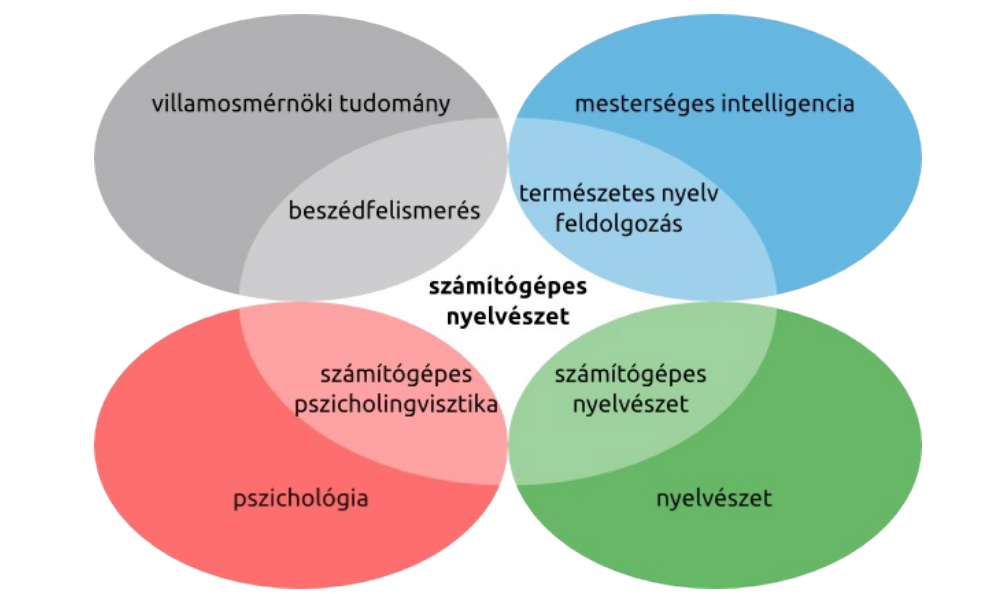 villamosmérnöki tudomány
mesterséges intelligencia
beszédfelismerés
természetes nyelv
feldolgozás
számítógépes
nyelvészet
számítógépes
pszicholingvisztika
számítógépes
nyelvészet
pszichológia
nyelvészet